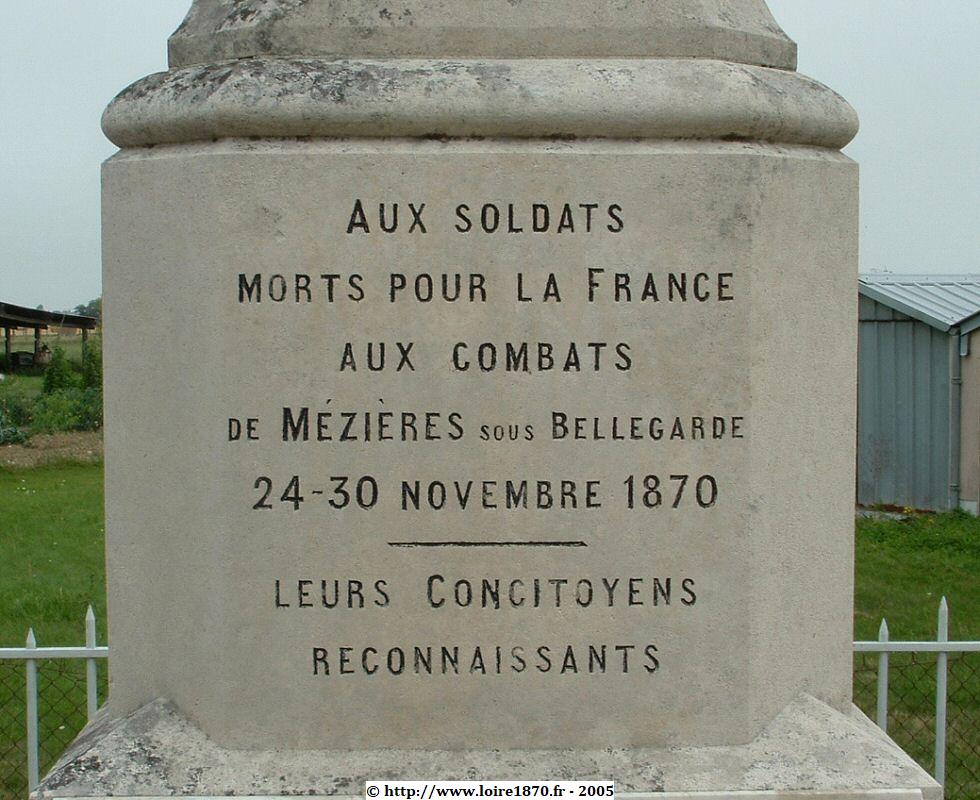 AUX SOLDATS
MORTS POUR LA FRANCE
AUX COMBATS
DE MÉZIÈRES SOUS BELLEGARDE
24-30 NOVEMBRE 1870
LEURS CONCITOYENS
RECONNAISSANTS
© http://www.loire1870.fr - 2005